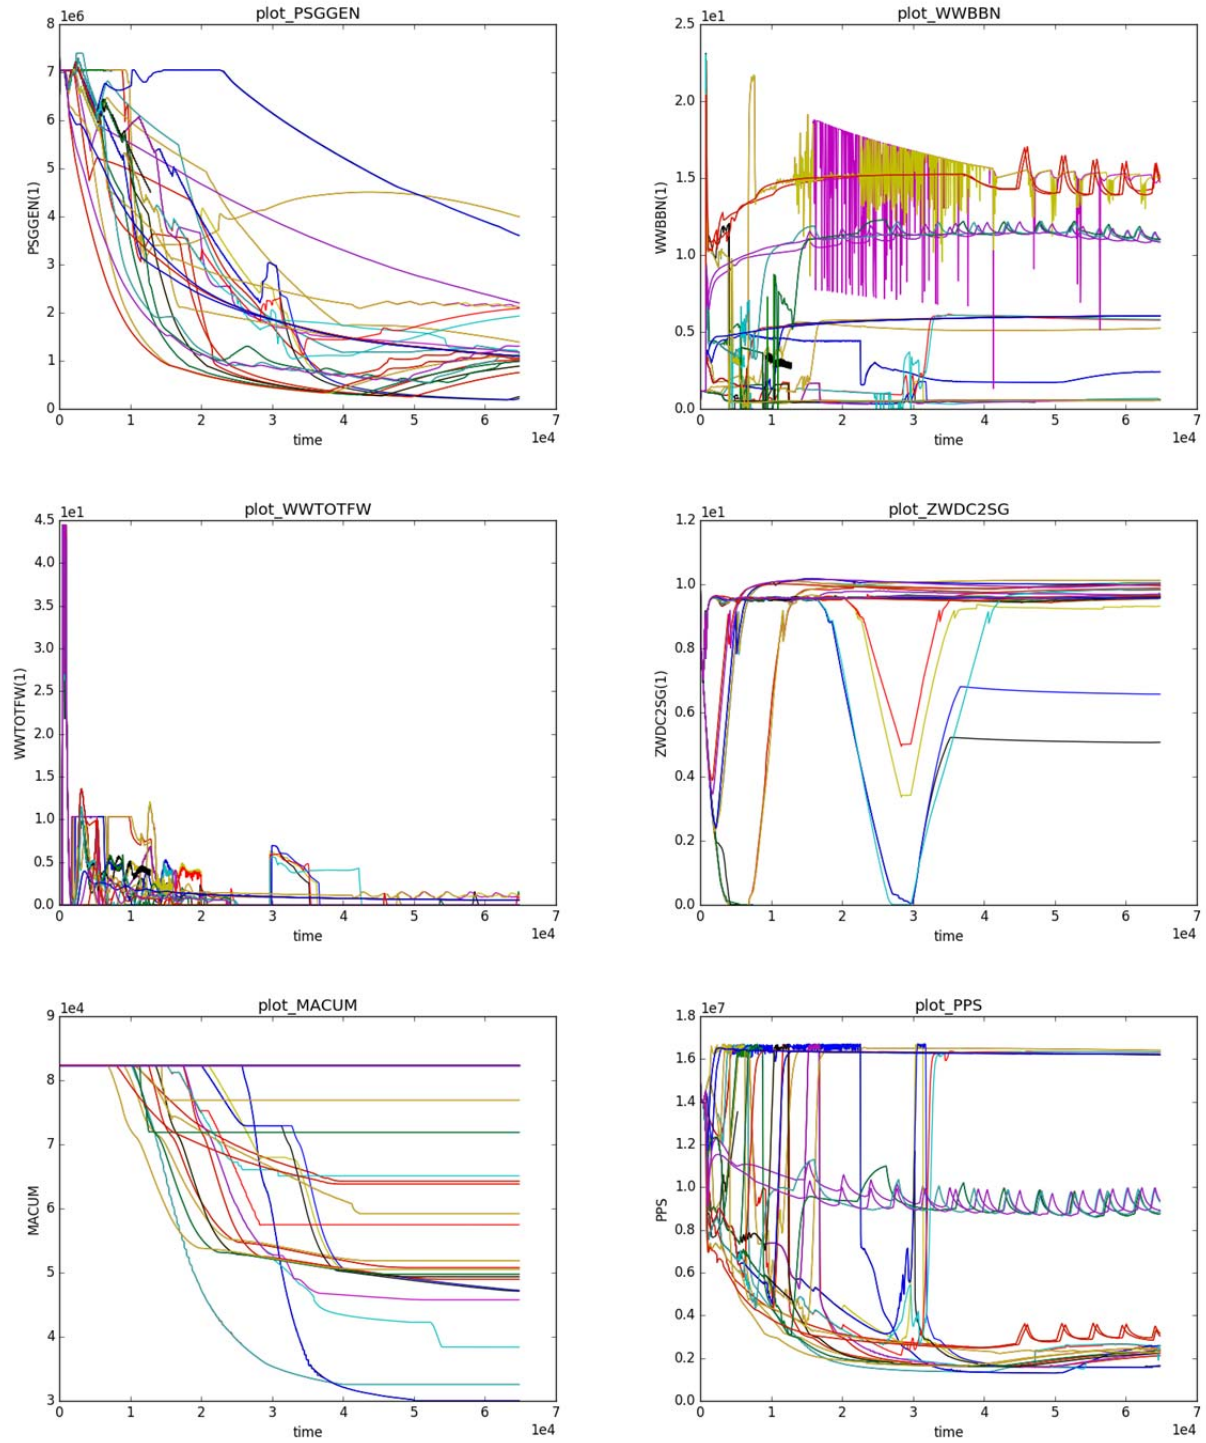 plot_PSGGEN
8 1e6
7
6
5
4
3
2
1
0
PSGGEN(1)
0 1 2 3 4 5 6 7
time 1e4
plot_WWBBN
2.5 1e1
2.0
1.5
1.0
0.5
0.0
WWBBN(1)
0 1 2 3 4 5 6 7
time 1e4
plot_WWTOTFW
4.5 1e1
4.0
3.5
3.0
2.5
2.0
1.5
1.0
0.5
0.0
WWTOTFW(1)
0 1 2 3 4 5 6 7
time 1e4
plot_ZWDC2SG
1.2 1e1
1.0
0.8
0.6
0.4
0.2
0.0
ZWDC2SG(1)
0 1 2 3 4 5 6 7
time 1e4
plot_MACUM
9 1e4
8
7
6
5
4
3
MACUM
0 1 2 3 4 5 6 7
time 1e4
plot_PPS
1.8 1e7
1.6
1.4
1.2
1.0
0.8
0.6
0.4
0.2
0.0
PPS
0 1 2 3 4 5 6 7
time 1e4